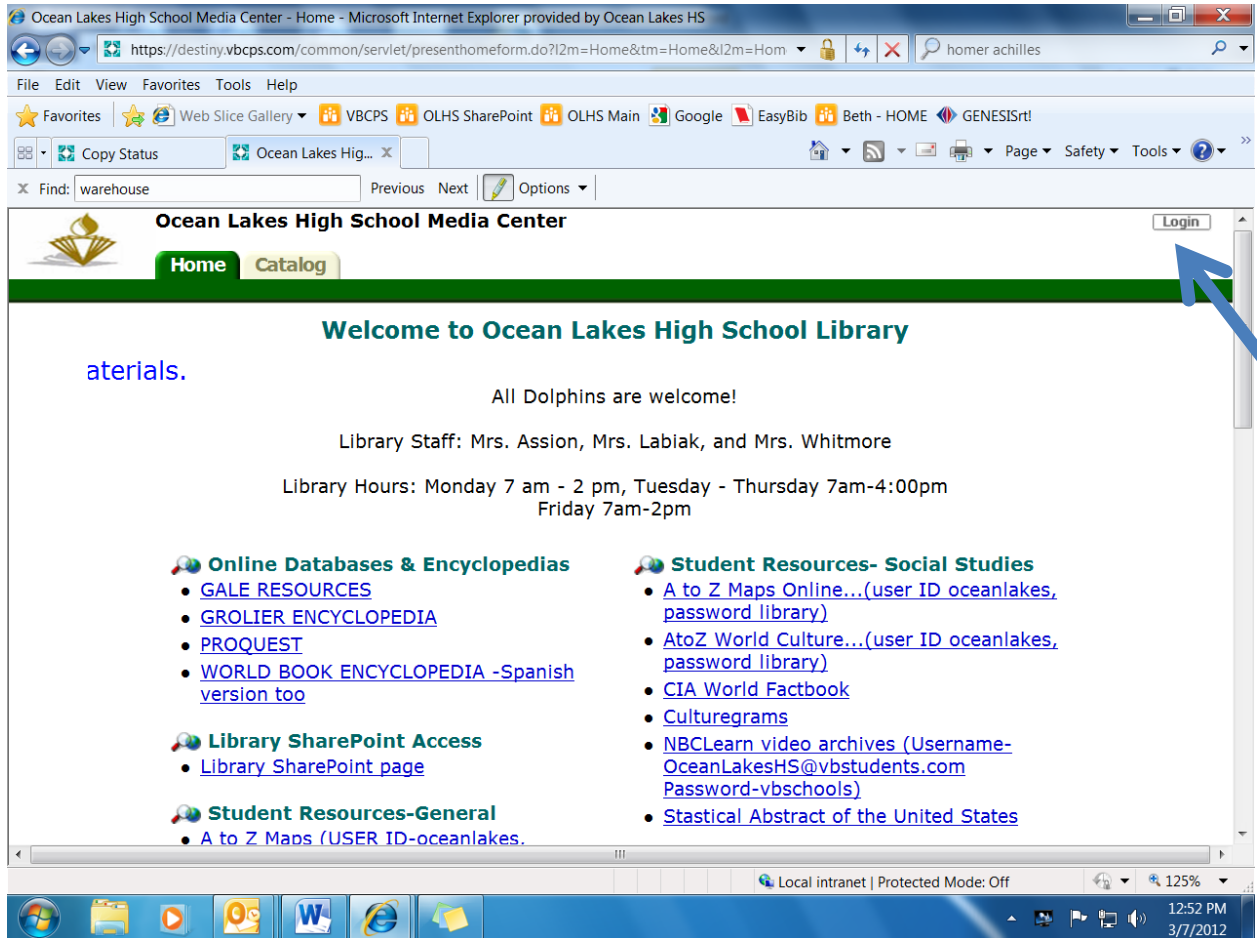 Ocean Lakes High School Media Center - Home - Microsoft Internet Explorer provided by Ocean Lakes HS
https://destiny.vbcps.com/common/servlet/presenthomeform.do?l2m=Home&tm=Home&l2m=Hom
homer achilles
File Edit View Favorites Tools Help
Favorites Web Slice Gallery VBCPS OLHS SharePoint OLHS Main Google EasyBib Beth - HOME GENESISrt!
Copy Status Ocean Lakes Hig... X Page Safety Tools
X Find: warehouse Previous Next Options
Ocean Lakes High School Media Center Login
Home Catalog
Welcome to Ocean Lakes High School Library
aterials.
All Dolphins are welcome!
Library Staff: Mrs. Assion, Mrs. Labiak, and Mrs. Whitmore
Library Hours: Monday 7 am - 2 pm, Tuesday - Thursday 7am-4:00pm
Friday 7am-2pm
Online Databases & Encyclopedias
• GALE RESOURCES
• GROLIER ENCYCLOPEDIA
• PROQUEST
• WORLD BOOK ENCYCLOPEDIA -Spanish
version too
Library SharePoint Access
• Library SharePoint page
Student Resources-General
• A to Z Maps (USER ID-oceanlakes,
Student Resources- Social Studies
• A to Z Maps Online...(user ID oceanlakes,
password library)
• AtoZ World Culture...(user ID oceanlakes,
password library)
• CIA World Factbook
• Culturegrams
• NBCLearn video archives (Username-
OceanLakesHS@vbstudents.com
Password-vbschools)
• Stastical Abstract of the United States
Local intranet | Protected Mode: Off 125%
12:52 PM
3/7/2012